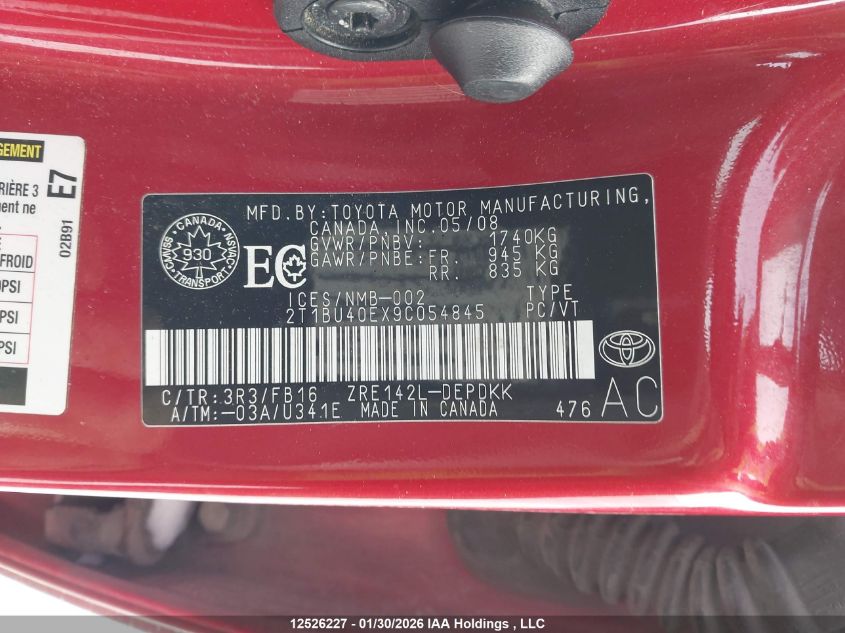 GEMENT
RIÈRE 3
ment ne
E7
02B91
FROID
PSI
PSI
PSI
MFD.BY:TOYOTA MOTOR MANUFACTURING,
CANADA INC.05/08
GVWR/PNBV: 1740KG
GAWR/PNBE:FR. 945 KG
RR. 835 KG
CANADA
930
TRANSPORT
CMVSS
NSVAC
EC
ICES/NMB-002 TYPE
2T1BU40EX9C054845 PC/VT
C/TR:3R3/FB16 ZRE142L-DEPDKK
A/TM:-03A/U341E MADE IN CANADA 476 AC
12526227 - 01/30/2026 IAA Holdings , LLC